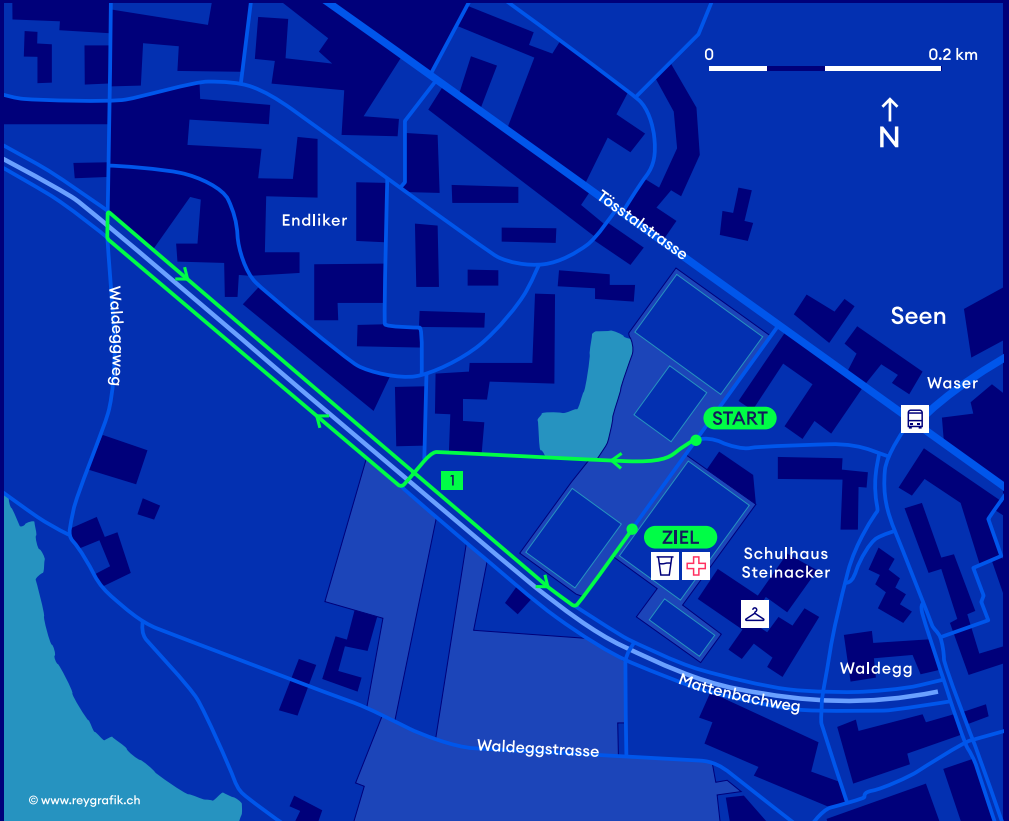 0 0.2 km
N
Tösstalstrasse
Endliker
Seen
Waldeggweg
Waser
START
1
ZIEL
Schulhaus
Steinacker
Waldegg
Mattenbachweg
Waldeggstrasse
© www.reygrafik.ch